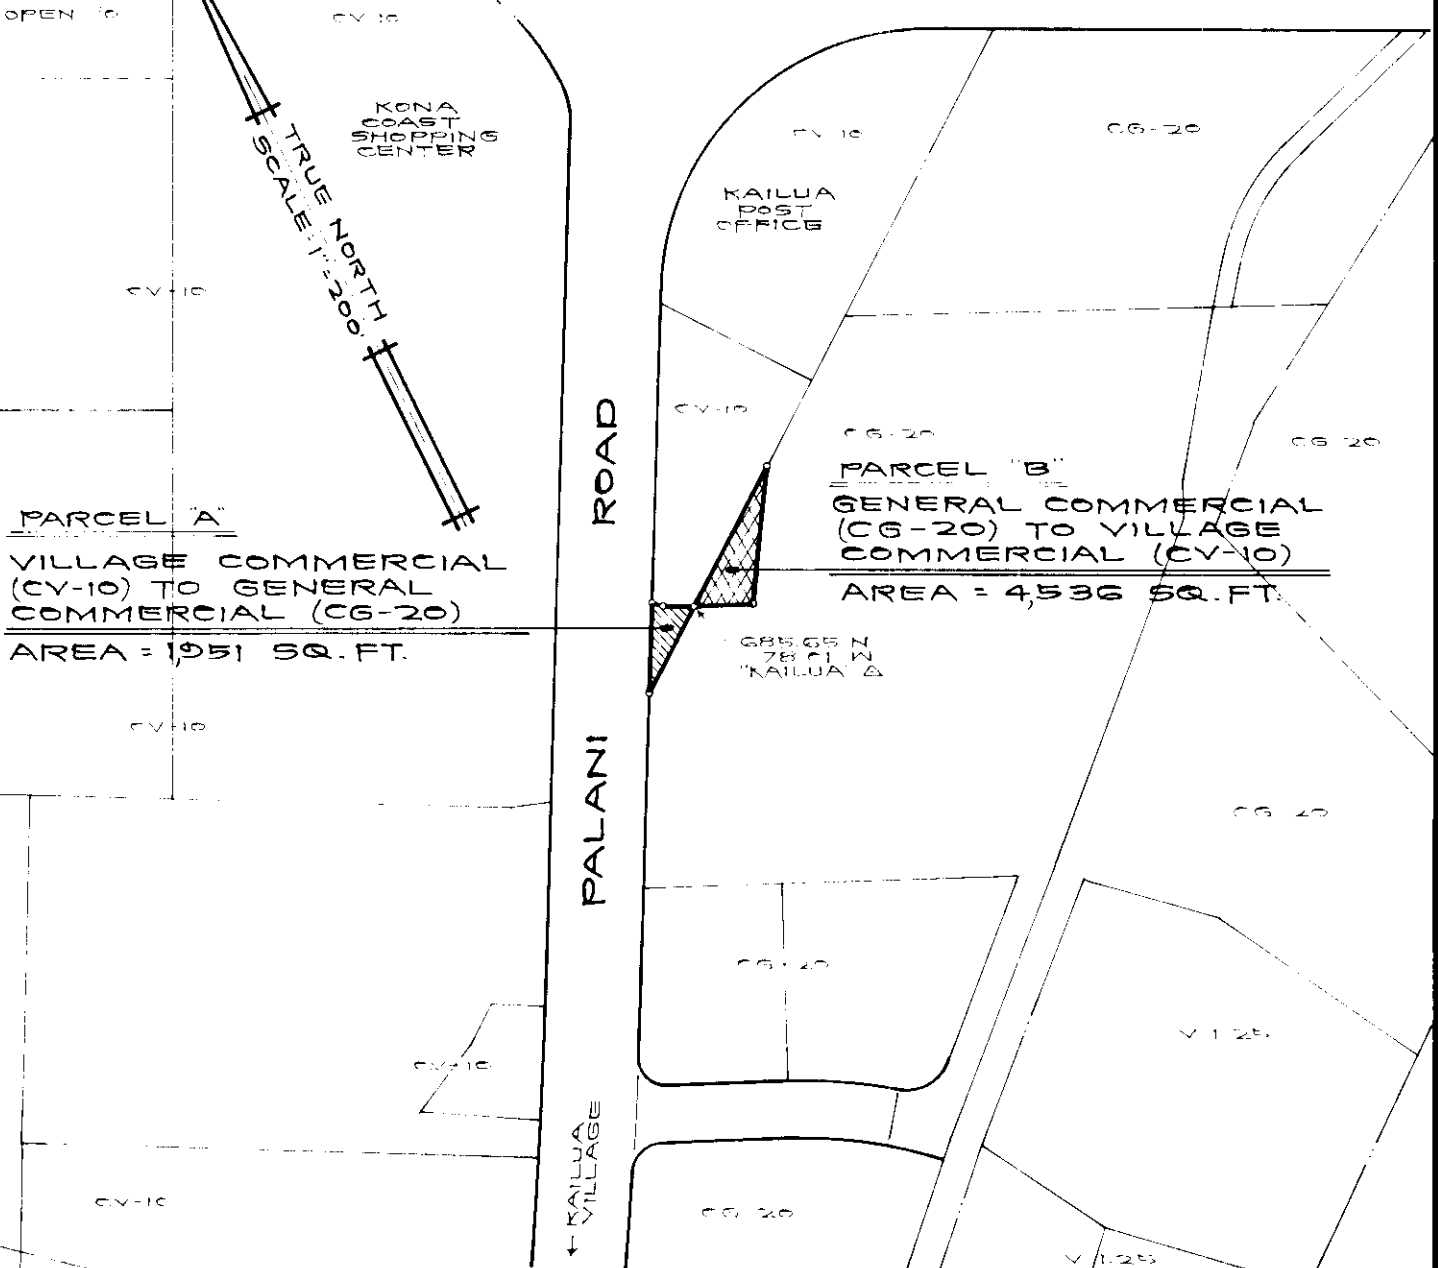 OPEN
CV-10
KONA
COAST
SHOPPING
CENTER
TRUE NORTH
SCALE: 1"=200'
CV-10
CG-20
KAILUA
POST
OFFICE
CV-10
CV-10
CG-20
CG-20
PARCEL "A"
VILLAGE COMMERCIAL
(CV-10) TO GENERAL
COMMERCIAL (CG-20)
AREA = 1,951 SQ. FT.
ROAD
PARCEL "B"
GENERAL COMMERCIAL
(CG-20) TO VILLAGE
COMMERCIAL (CV-10)
AREA = 4,536 SQ. FT.
685.65 N
W
"KAILUA" △
CV-10
PALANI
CG-20
CG-20
CV-10
V-1.25
← KAILUA
VILLAGE
CV-10
CG-20
V-1.25